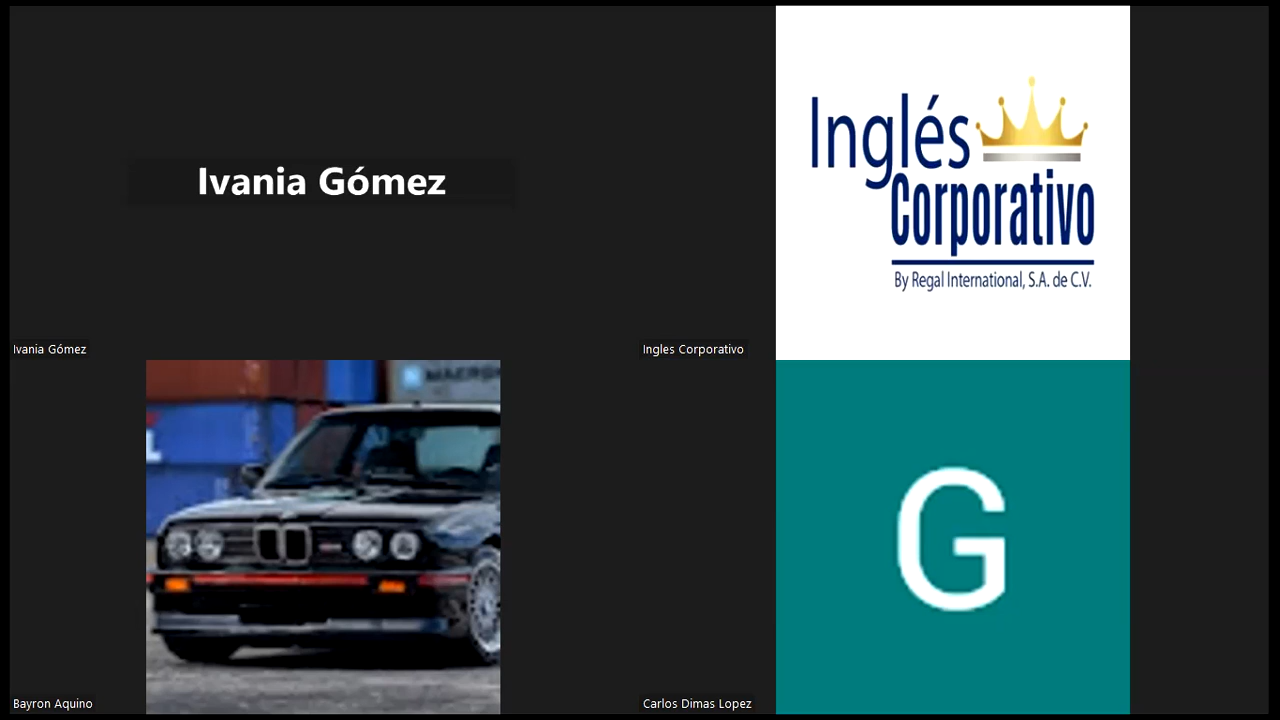 Ivania Gómez
Inglés
Corporativo
By Regal International, S.A. de C.V.
Ivania Gómez
Ingles Corporativo
G
Bayron Aquino
Carlos Dimas Lopez